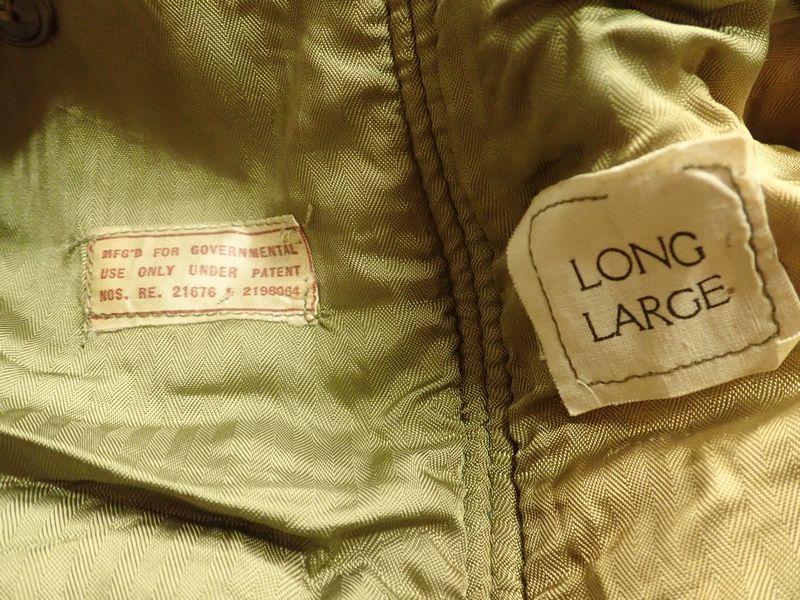 MFG'D FOR GOVERNMENTAL
USE ONLY UNDER PATENT
NOS. RE. 21676 & 2198064
LONG
LARGE